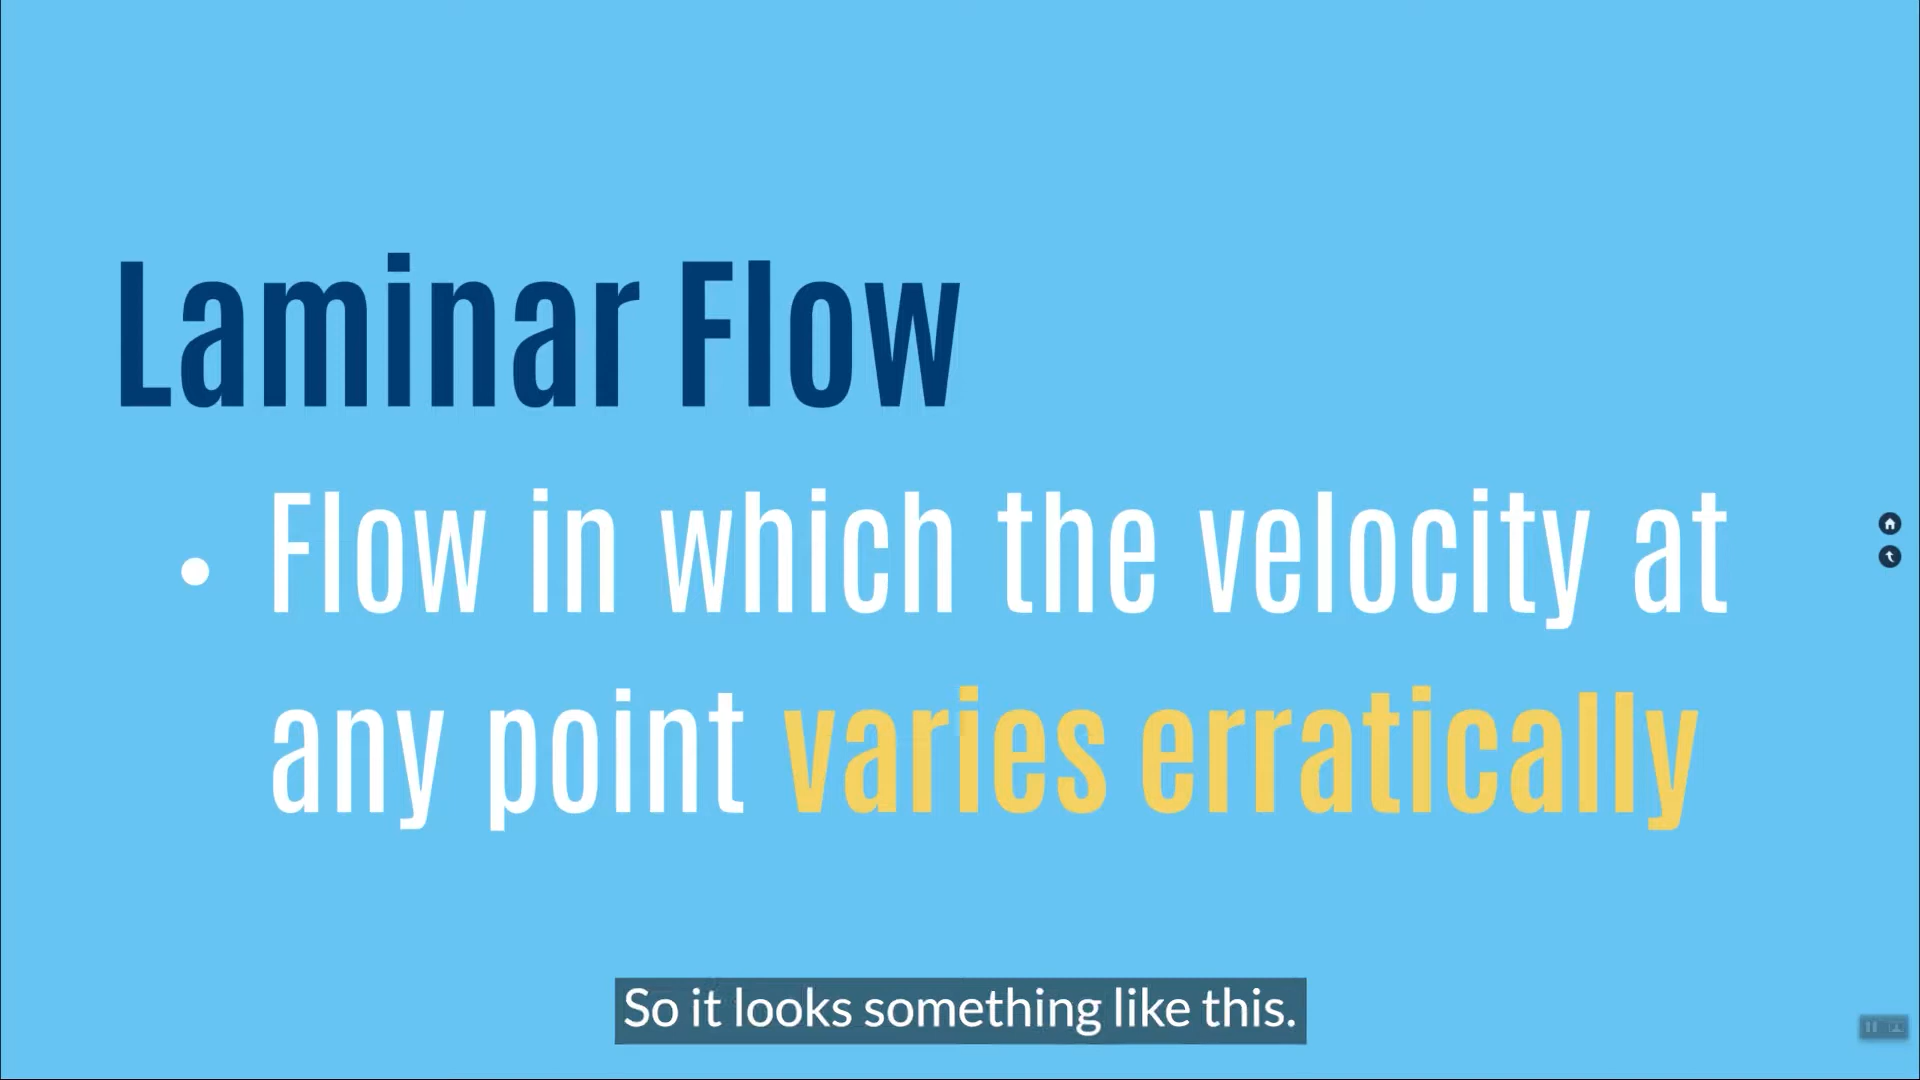 Laminar Flow
• Flow in which the velocity at
any point varies erratically
So it looks something like this.